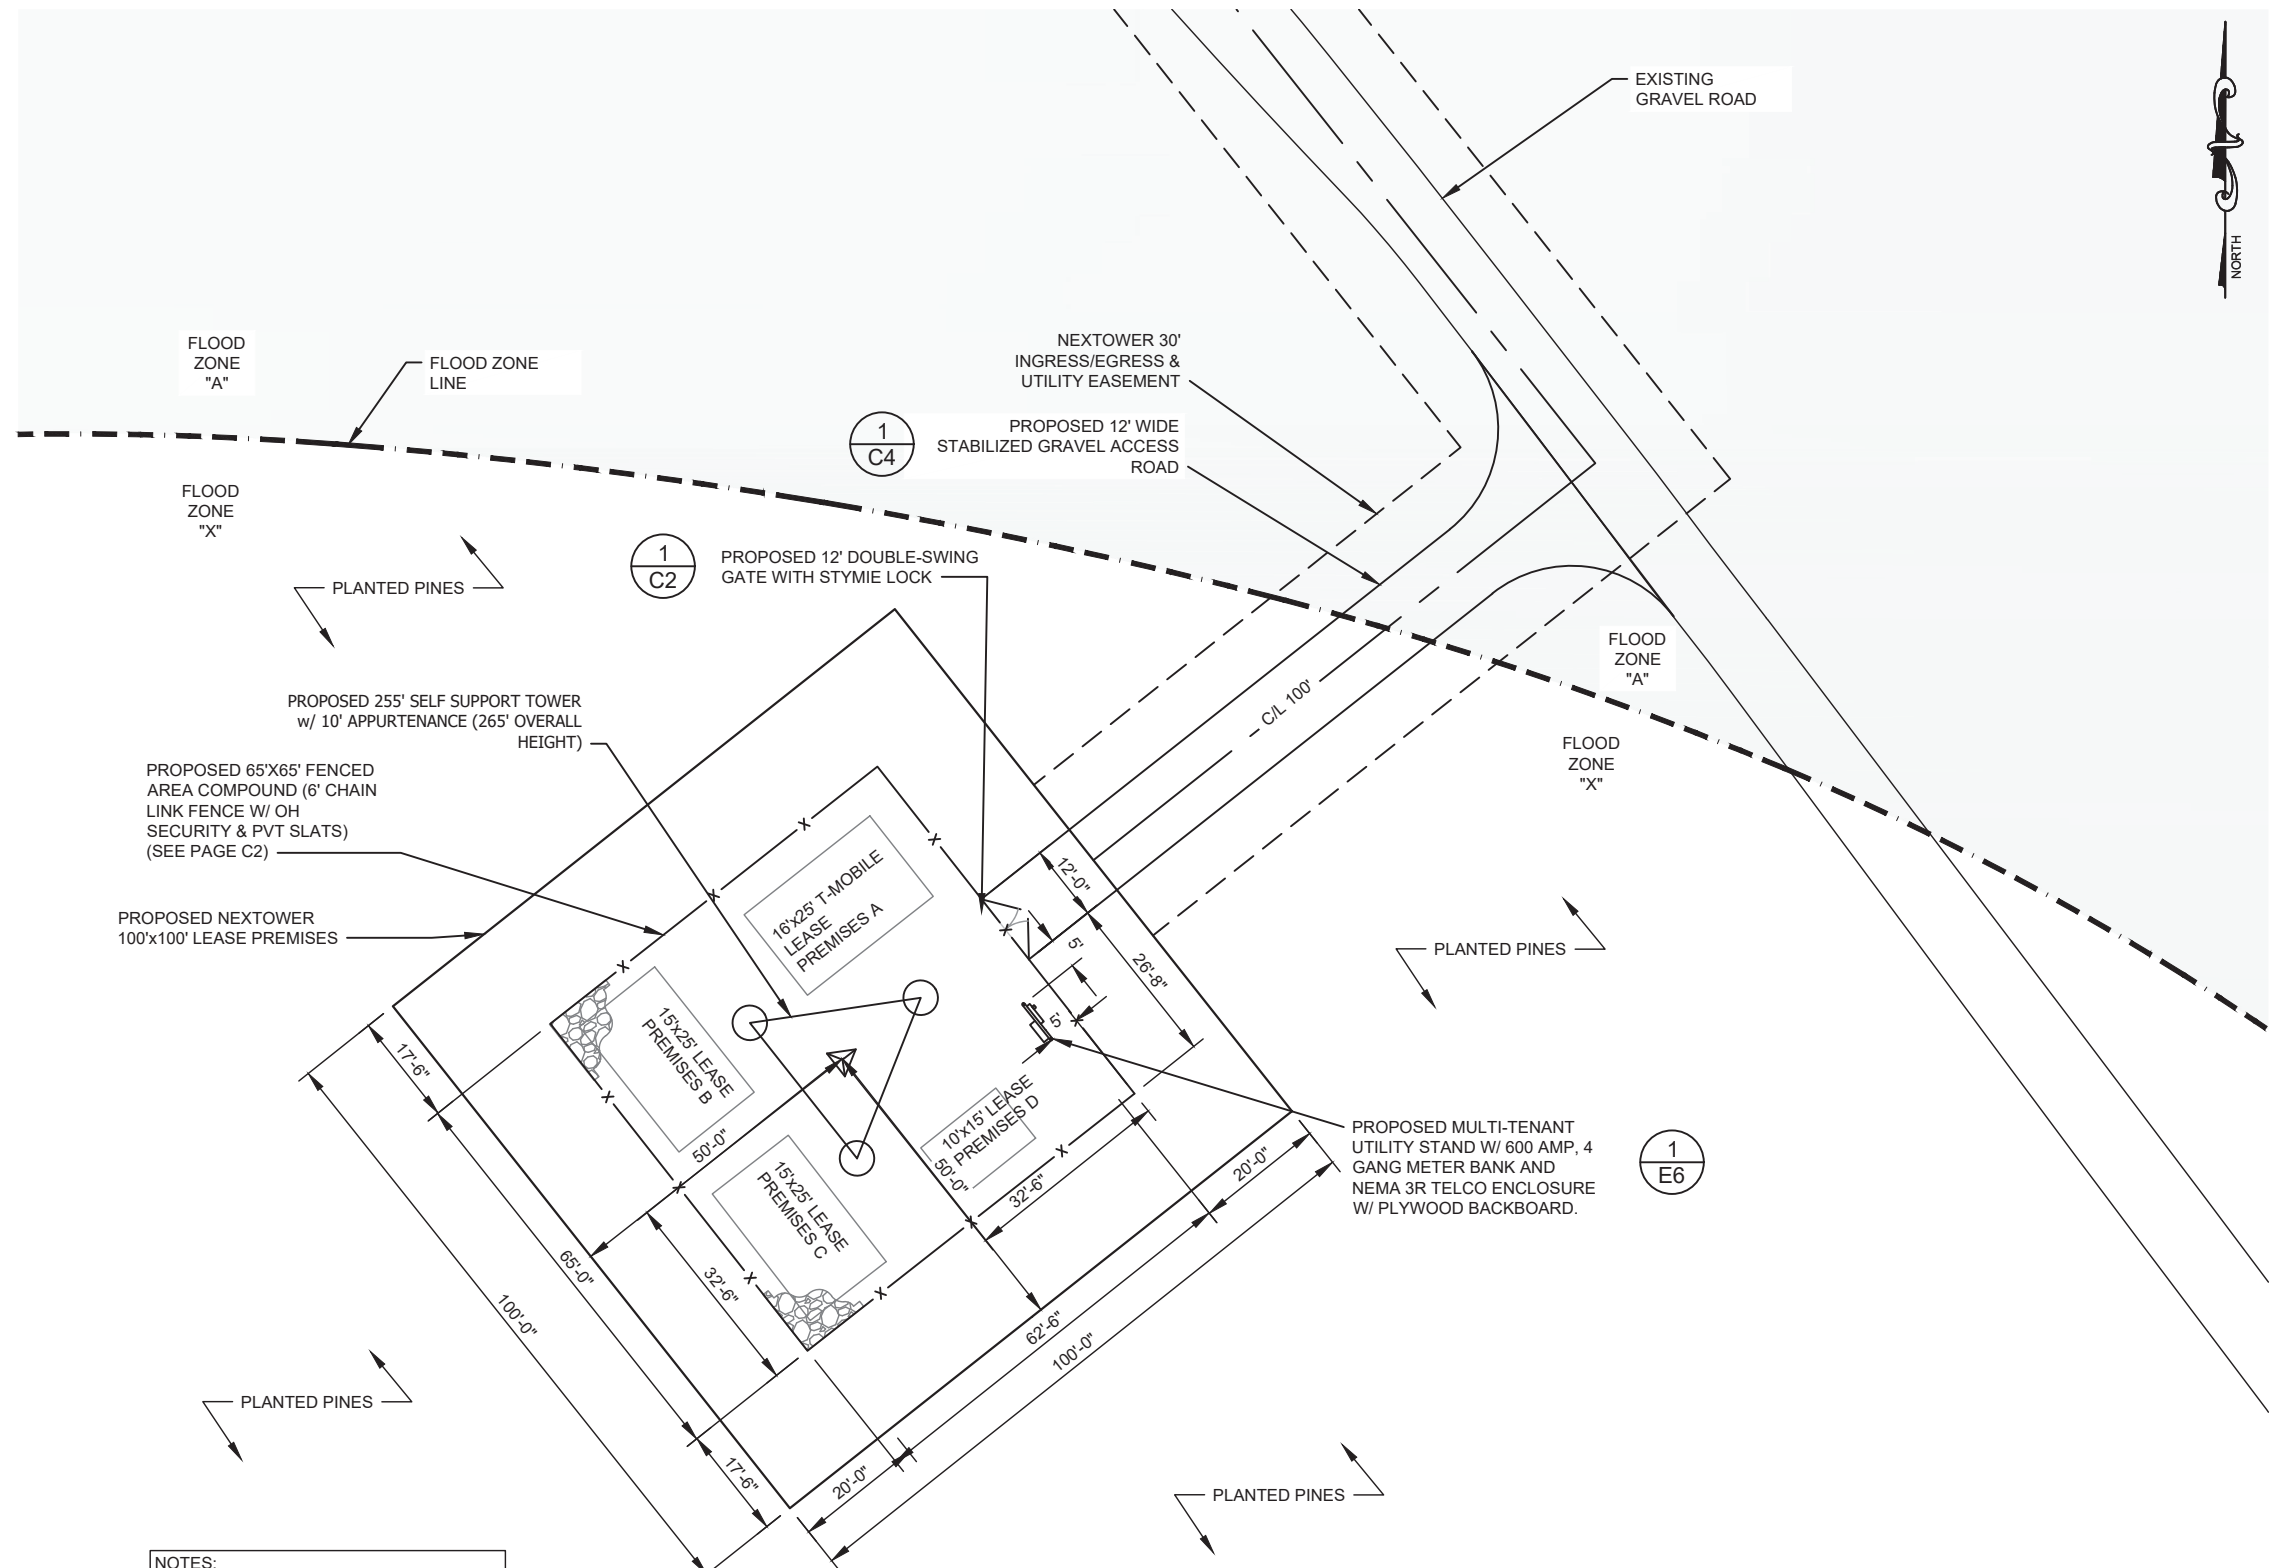 EXISTING
GRAVEL ROAD
NORTH
FLOOD
ZONE
"A"
FLOOD ZONE
LINE
NEXTOWER 30'
INGRESS/EGRESS &
UTILITY EASEMENT
1
C4
PROPOSED 12' WIDE
STABILIZED GRAVEL ACCESS
ROAD
FLOOD
ZONE
"X"
1
C2
PROPOSED 12' DOUBLE-SWING
GATE WITH STYMIE LOCK
PLANTED PINES
FLOOD
ZONE
"A"
C/L 100'
PROPOSED 255' SELF SUPPORT TOWER
w/ 10' APPURTENANCE (265' OVERALL
HEIGHT)
FLOOD
ZONE
"X"
PROPOSED 65'X65' FENCED
AREA COMPOUND (6' CHAIN
LINK FENCE W/ OH
SECURITY & PVT SLATS)
(SEE PAGE C2)
PROPOSED NEXTOWER
100'x100' LEASE PREMISES
16'x25' T-MOBILE
LEASE
PREMISES A
12'-0"
5'
26'-8"
5'
PLANTED PINES
15'x25' LEASE
PREMISES B
17'-6"
50'-0"
10'x15' LEASE
PREMISES D
50'-0"
15'x25' LEASE
PREMISES C
32'-6"
20'-0"
PROPOSED MULTI-TENANT
UTILITY STAND W/ 600 AMP, 4
GANG METER BANK AND
NEMA 3R TELCO ENCLOSURE
W/ PLYWOOD BACKBOARD.
1
E6
65'-0"
32'-6"
100'-0"
62'-6"
100'-0"
PLANTED PINES
17'-6"
20'-0"
PLANTED PINES
NOTES:
X
X
X
X
X
X
X
X
X
X
X
X
X